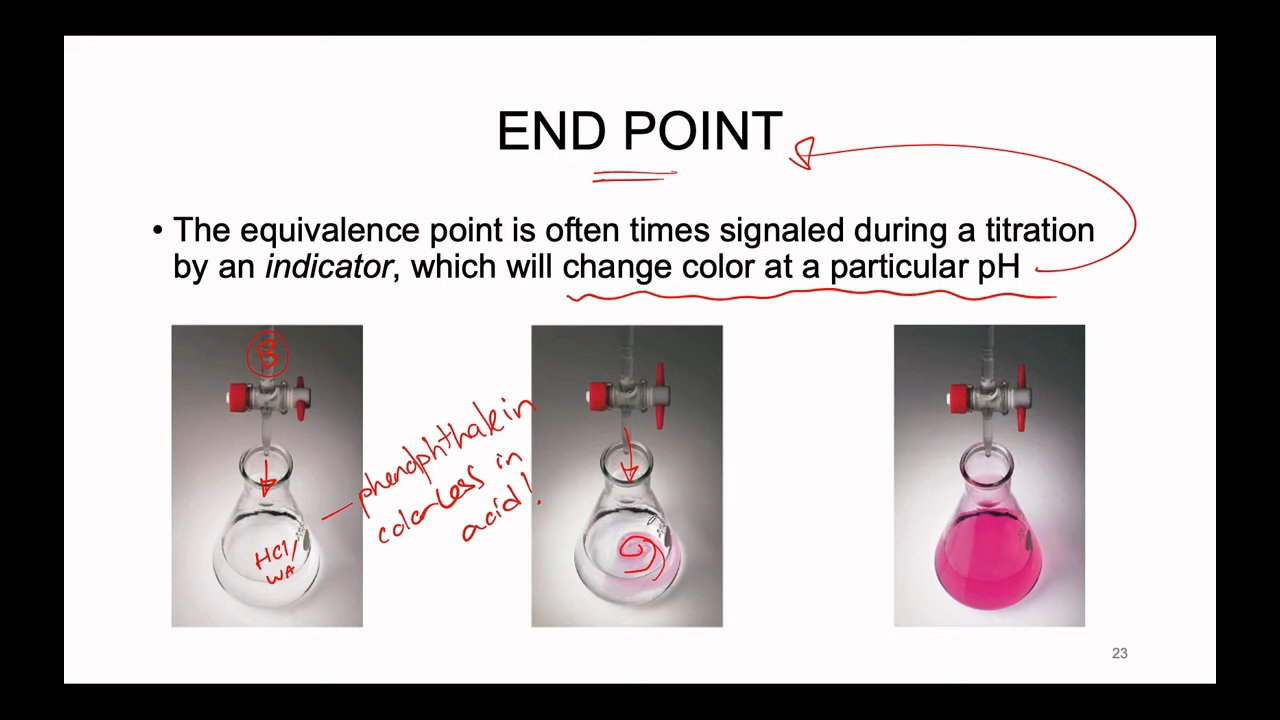 END POINT
• The equivalence point is often times signaled during a titration
by an indicator, which will change color at a particular pH
B
HCl/
WA
— phenolphthalein
colorless in
acid!
23